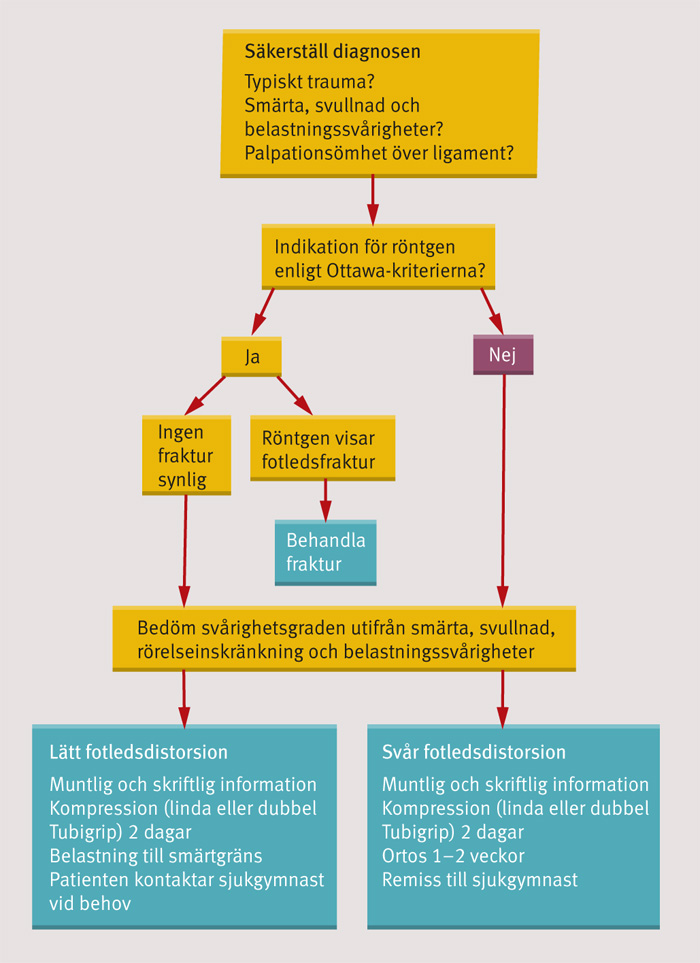 Säkerställ diagnosen
Typiskt trauma?
Smärta, svullnad och
belastningssvårigheter?
Palpationsömhet över ligament?
Indikation för röntgen
enligt Ottawa-kriterierna?
Ja
Nej
Ingen
fraktur
synlig
Röntgen visar
fotledsfraktur
Behandla
fraktur
Bedöm svårighetsgraden utifrån smärta, svullnad,
rörelseinskränkning och belastningssvårigheter
Lätt fotledsdistorsion
Muntlig och skriftlig information
Kompression (linda eller dubbel
Tubigrip) 2 dagar
Belastning till smärtgräns
Patienten kontaktar sjukgymnast
vid behov
Svår fotledsdistorsion
Muntlig och skriftlig information
Kompression (linda eller dubbel
Tubigrip) 2 dagar
Ortos 1–2 veckor
Remiss till sjukgymnast